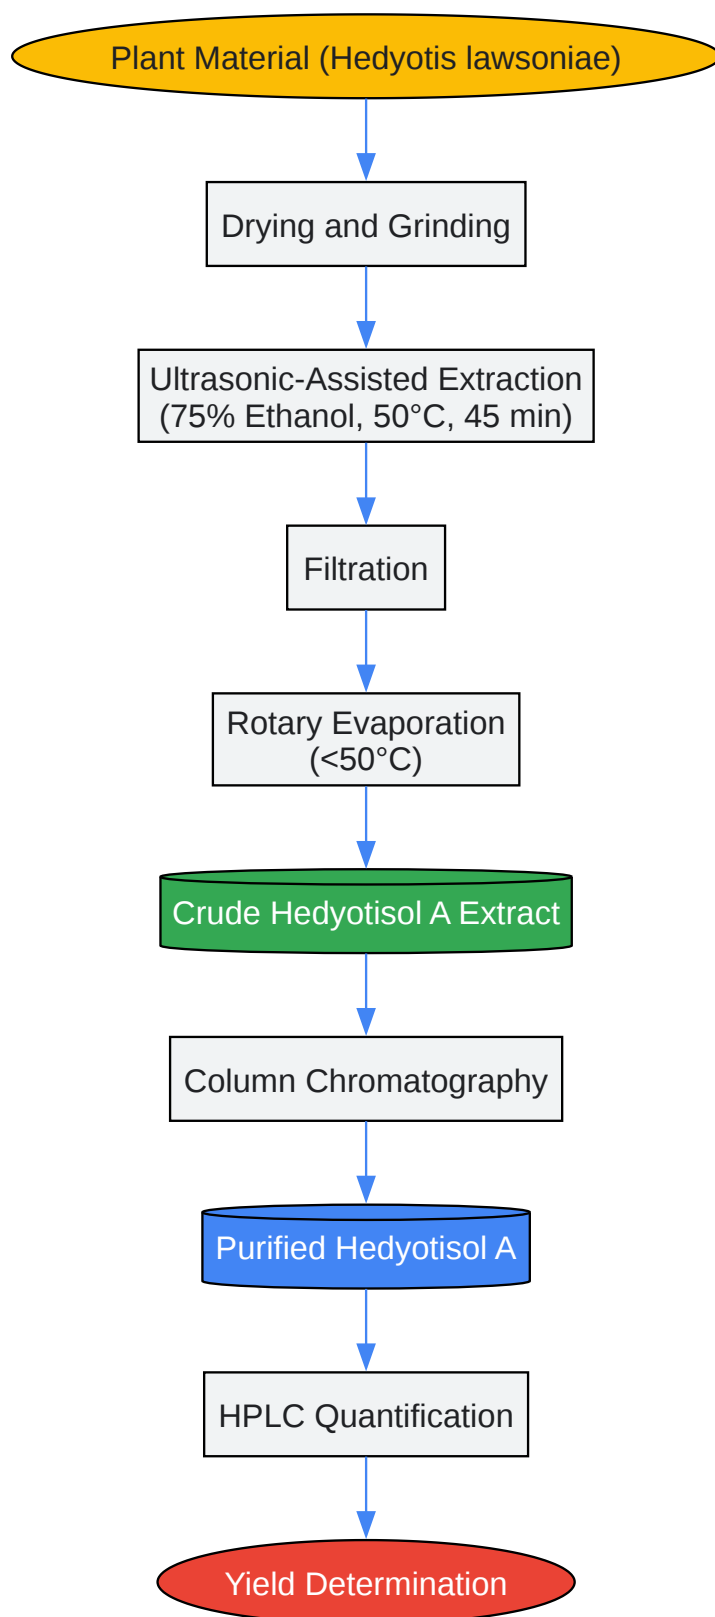 Plant Material (Hedyotis lawsoniae)
Drying and Grinding
Ultrasonic-Assisted Extraction
(75% Ethanol, 50°C, 45 min)
Filtration
Rotary Evaporation
(<50°C)
Crude Hedyotisol A Extract
Column Chromatography
Purified Hedyotisol A
HPLC Quantification
Yield Determination